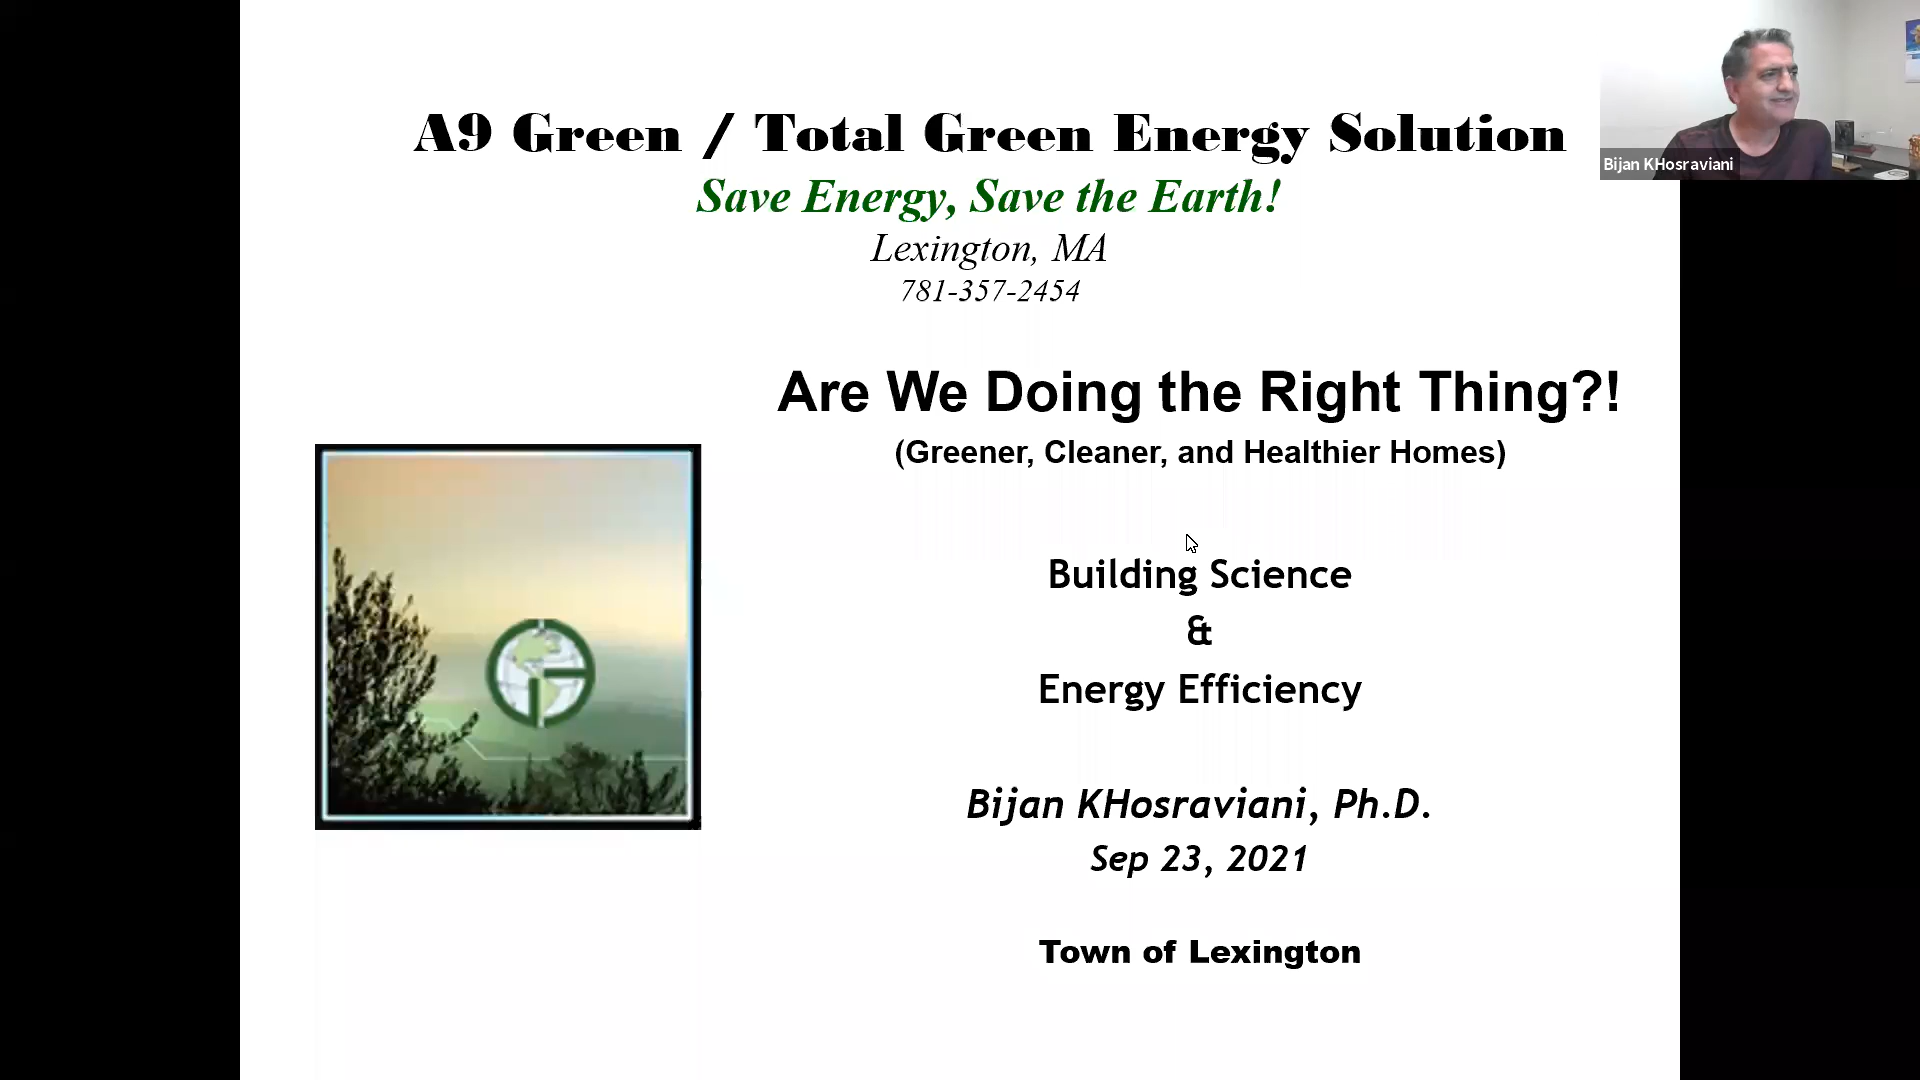 A9 Green / Total Green Energy Solution
Save Energy, Save the Earth!
Lexington, MA
781-357-2454
Bijan KHosraviani
Are We Doing the Right Thing?!
(Greener, Cleaner, and Healthier Homes)
Building Science
&
Energy Efficiency
Bijan KHosraviani, Ph.D.
Sep 23, 2021
Town of Lexington